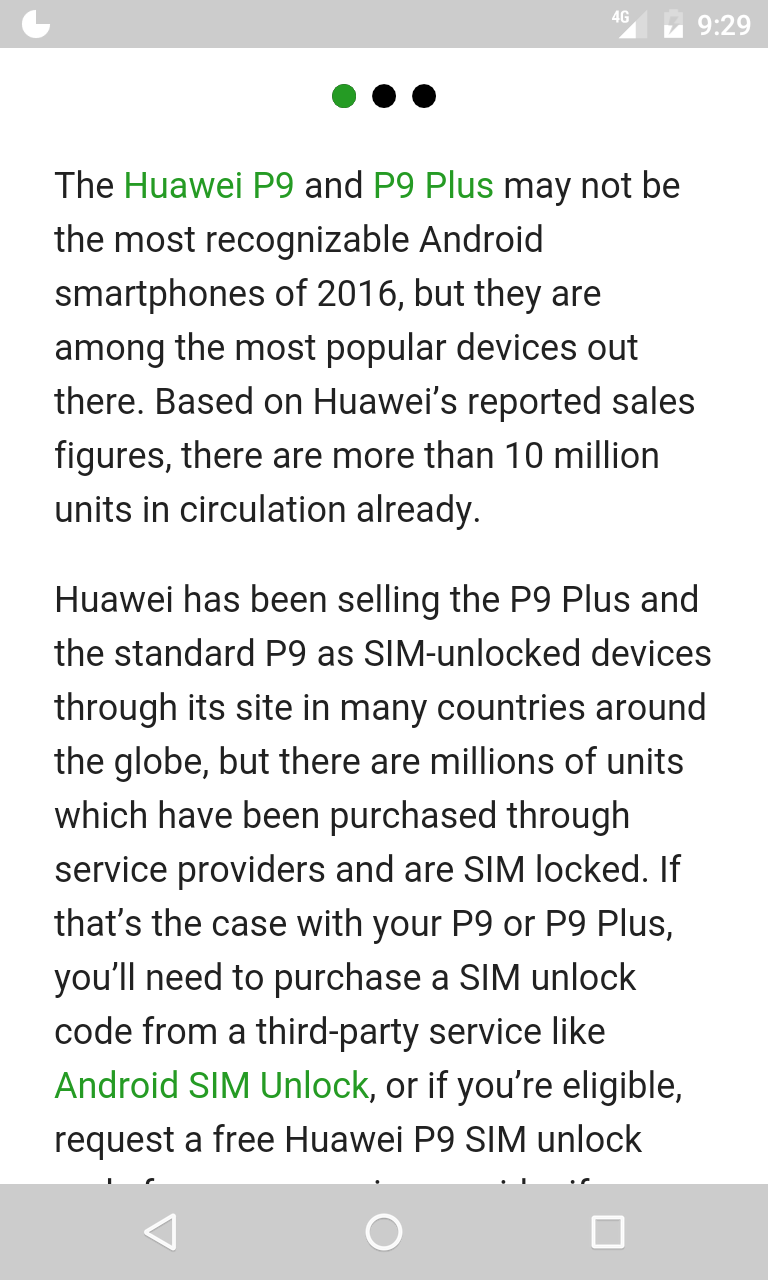 4G 9:29
The Huawei P9 and P9 Plus may not be
the most recognizable Android
smartphones of 2016, but they are
among the most popular devices out
there. Based on Huawei’s reported sales
figures, there are more than 10 million
units in circulation already.
Huawei has been selling the P9 Plus and
the standard P9 as SIM-unlocked devices
through its site in many countries around
the globe, but there are millions of units
which have been purchased through
service providers and are SIM locked. If
that’s the case with your P9 or P9 Plus,
you’ll need to purchase a SIM unlock
code from a third-party service like
Android SIM Unlock, or if you’re eligible,
request a free Huawei P9 SIM unlock